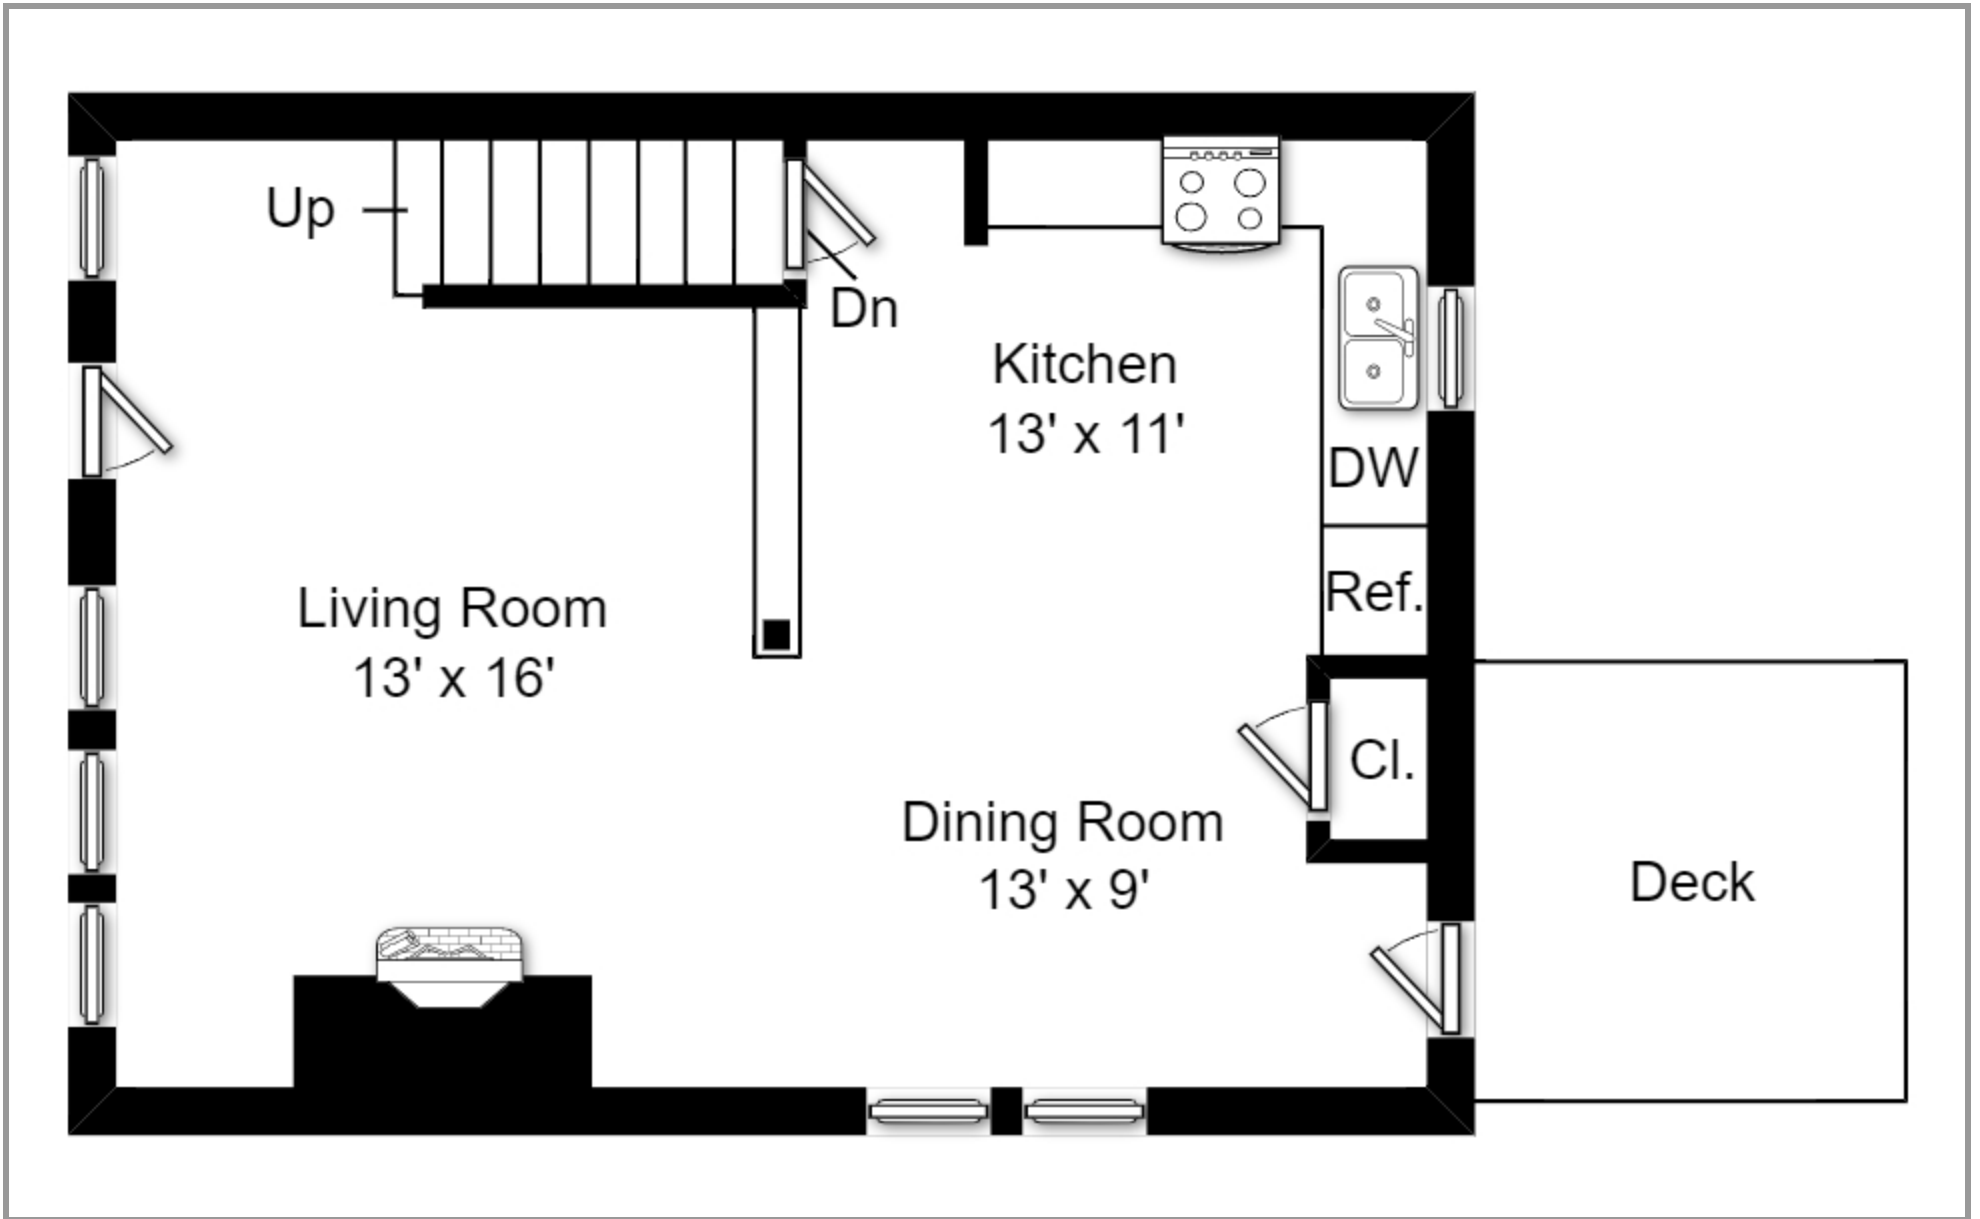 Up
Dn
Kitchen
13' x 11'
DW
Ref.
Living Room
13' x 16'
Cl.
Dining Room
13' x 9'
Deck